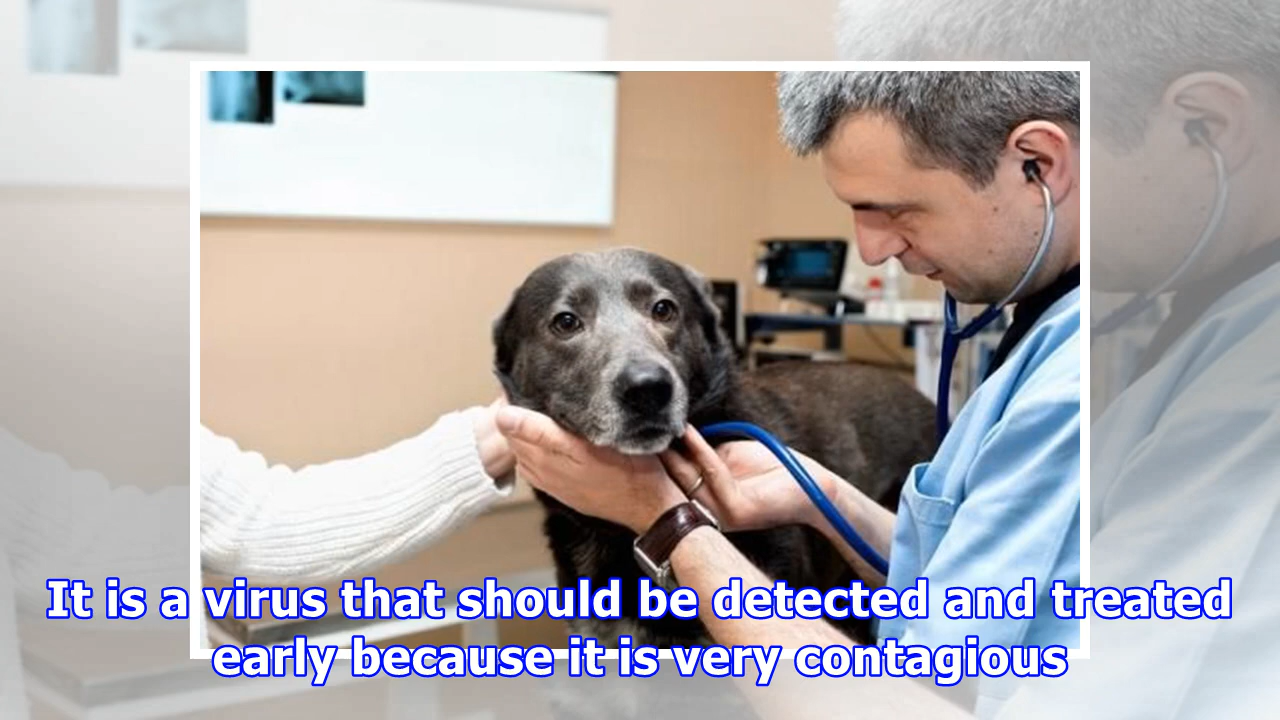 It is a virus that should be detected and treated
early because it is very contagious